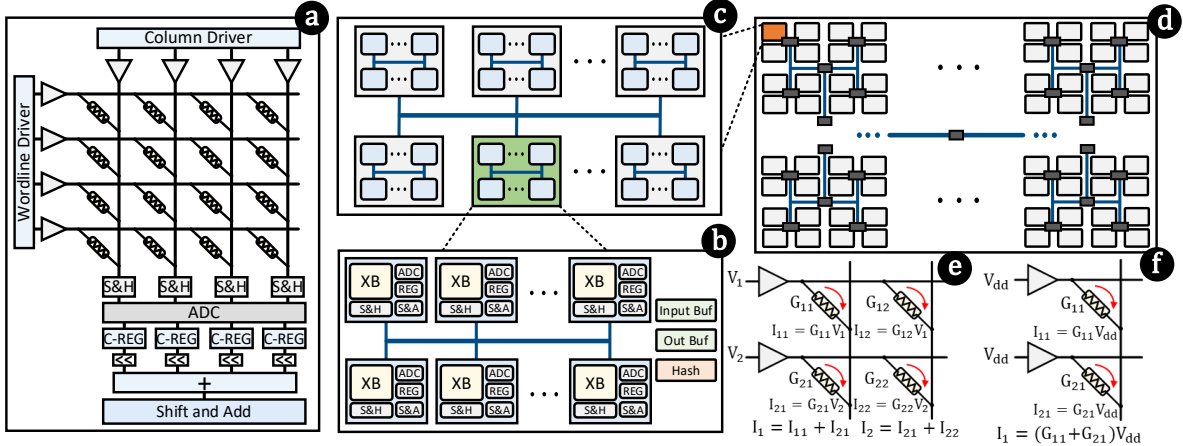 a
Column Driver
Wordline Driver
S&H S&H S&H S&H
ADC
C-REG C-REG C-REG C-REG
<< << << <<
+
Shift and Add
c
... ... ...
... ... ...
...
... ... ...
... ... ...
...
b
XB ADC REG S&H S&A
XB ADC REG S&H S&A
...
XB ADC REG S&H S&A
XB ADC REG S&H S&A
XB ADC REG S&H S&A
...
XB ADC REG S&H S&A
Input Buf
Out Buf
Hash
d
...
... ...
...
e
V₁
G₁₁ G₁₂
I₁₁ = G₁₁V₁ I₁₂ = G₁₂V₁
V₂
G₂₁ G₂₂
I₂₁ = G₂₁V₂ I₂₂ = G₂₂V₂
I₁ = I₁₁ + I₂₁ I₂ = I₂₁ + I₂₂
f
Vdd
G₁₁
I₁₁ = G₁₁Vdd
Vdd
G₂₁
I₂₁ = G₂₁Vdd
I₁ = (G₁₁+G₂₁)Vdd